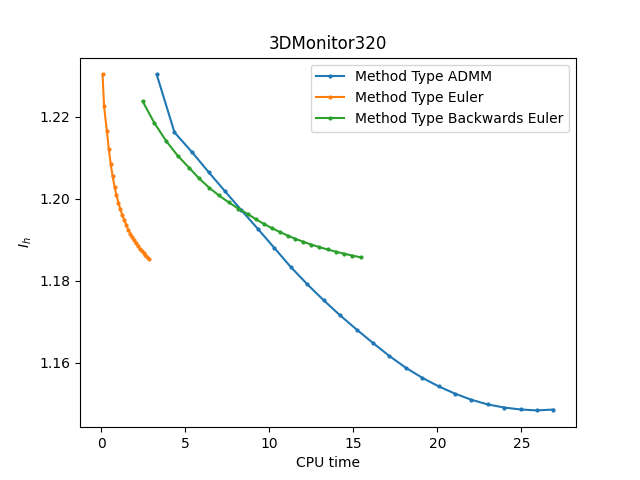 3DMonitor320
Method Type ADMM
Method Type Euler
Method Type Backwards Euler
1.22
1.20
1.18
1.16
I_h
0 5 10 15 20 25
CPU time